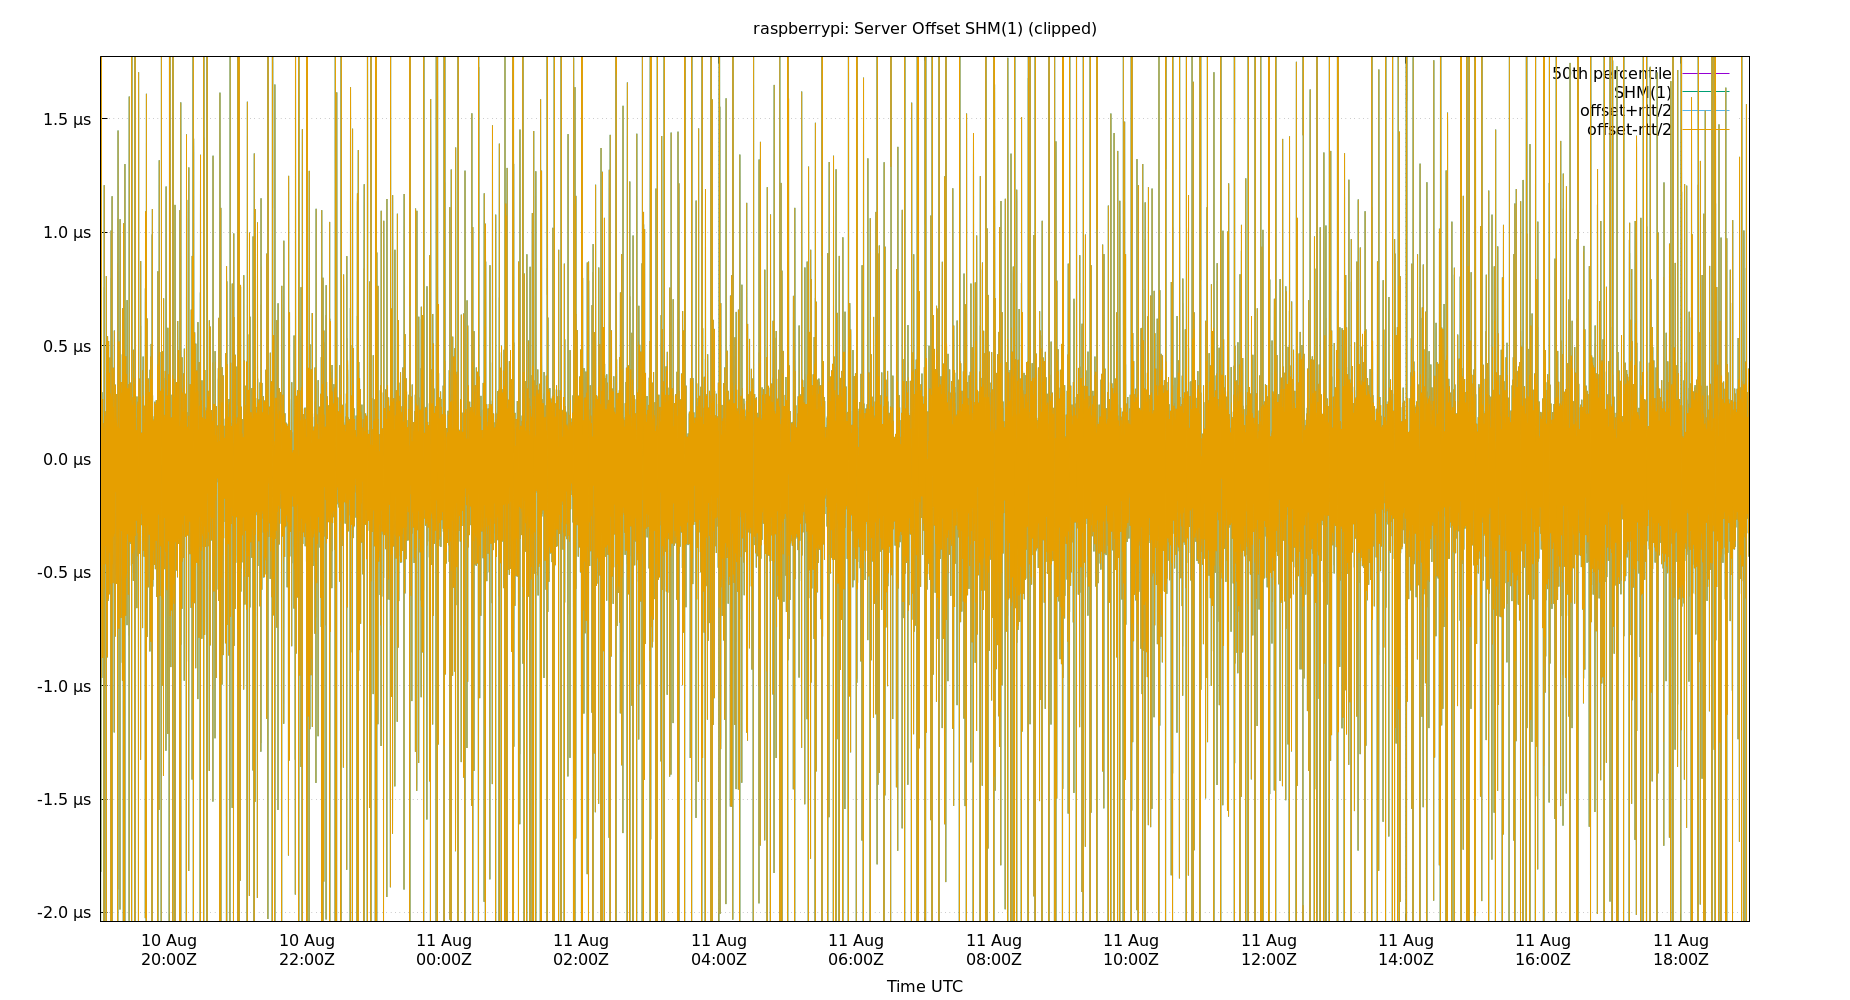 raspberrypi: Server Offset SHM(1) (clipped)
50th percentile
SHM(1)
offset+rtt/2
offset-rtt/2
1.5 µs
1.0 µs
0.5 µs
0.0 µs
-0.5 µs
-1.0 µs
-1.5 µs
-2.0 µs
10 Aug 10 Aug 11 Aug 11 Aug 11 Aug 11 Aug 11 Aug 11 Aug 11 Aug 11 Aug 11 Aug 11 Aug
20:00Z 22:00Z 00:00Z 02:00Z 04:00Z 06:00Z 08:00Z 10:00Z 12:00Z 14:00Z 16:00Z 18:00Z
Time UTC